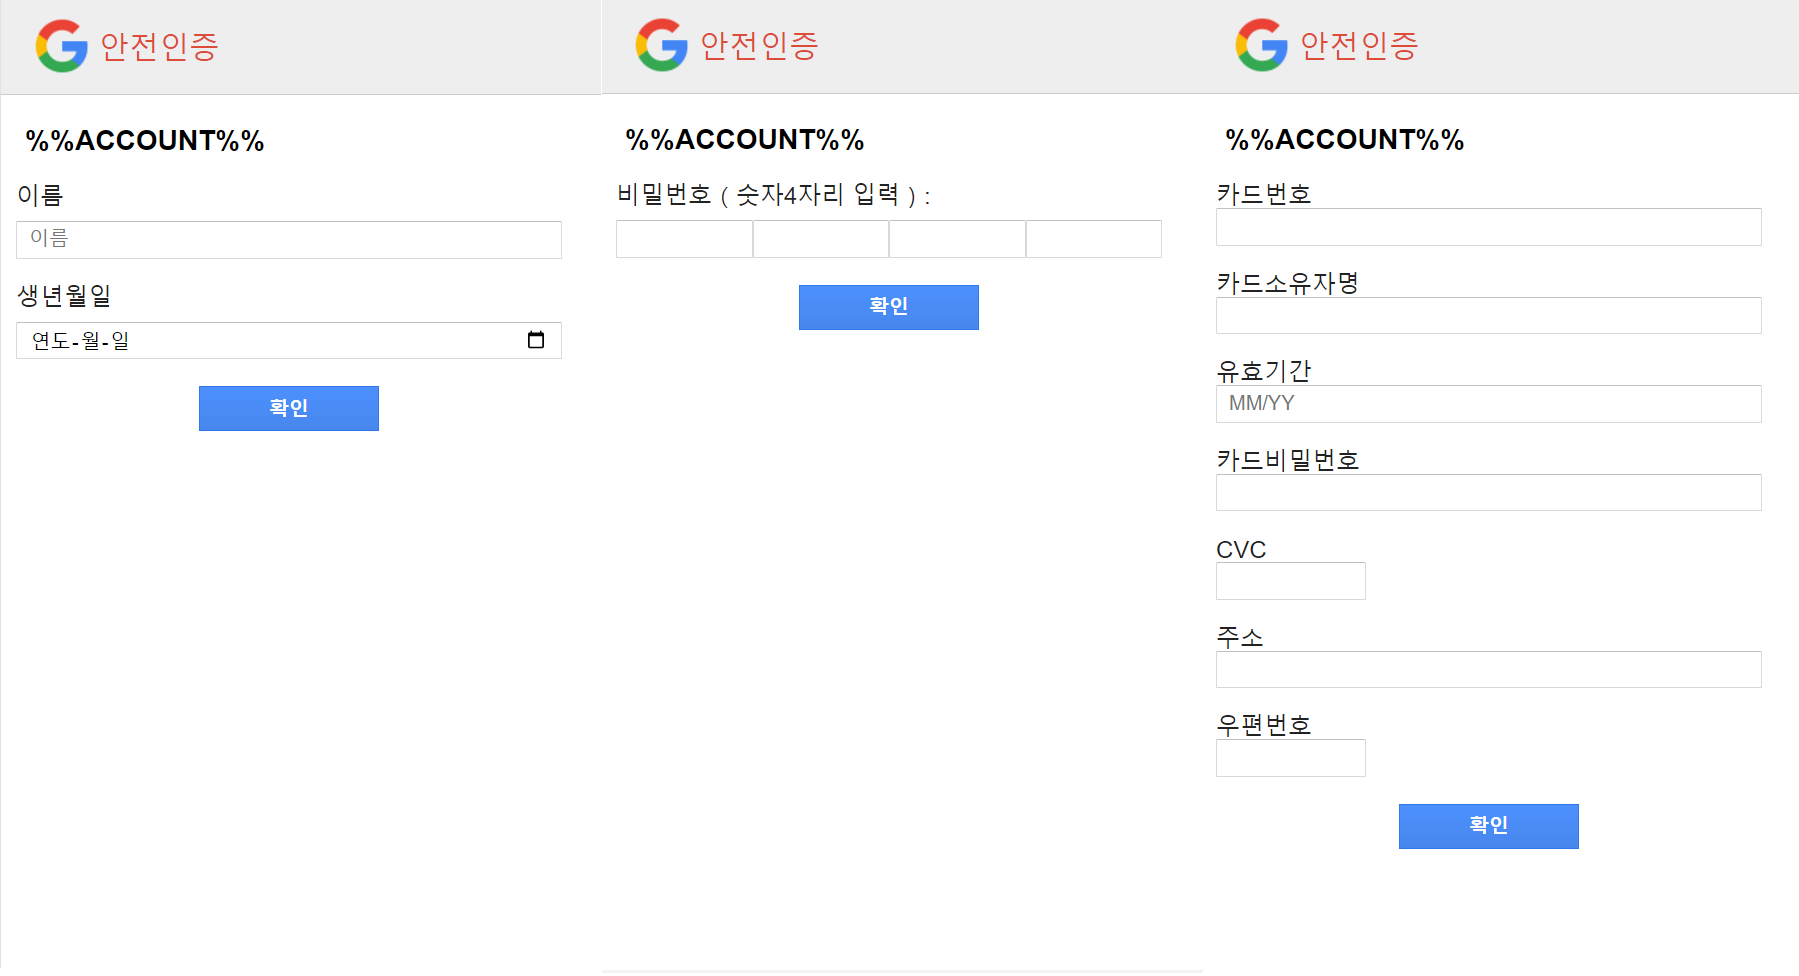 안전인증
%%ACCOUNT%%
이름
이름
생년월일
연도-월-일
확인
안전인증
%%ACCOUNT%%
비밀번호 ( 숫자4자리 입력 ) :
확인
안전인증
%%ACCOUNT%%
카드번호
카드소유자명
유효기간
MM/YY
카드비밀번호
CVC
주소
우편번호
확인